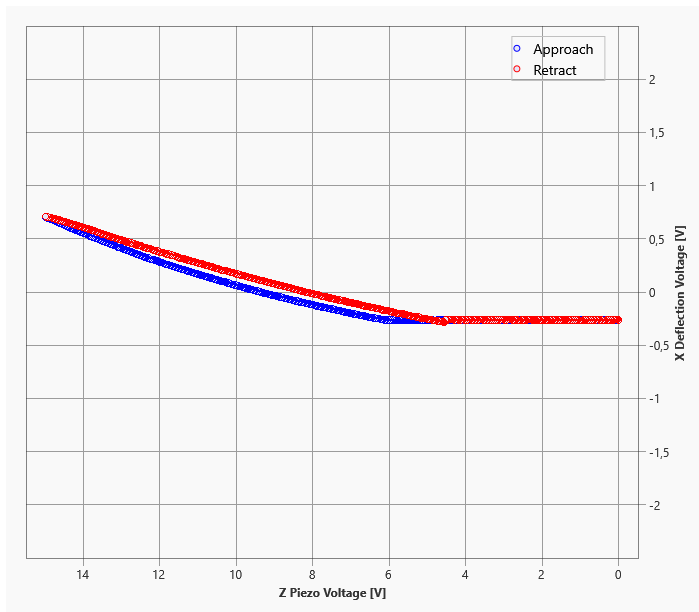 Approach
Retract
2
1,5
1
0,5
0
-0,5
-1
-1,5
-2
X Deflection Voltage [V]
14 12 10 8 6 4 2 0
Z Piezo Voltage [V]